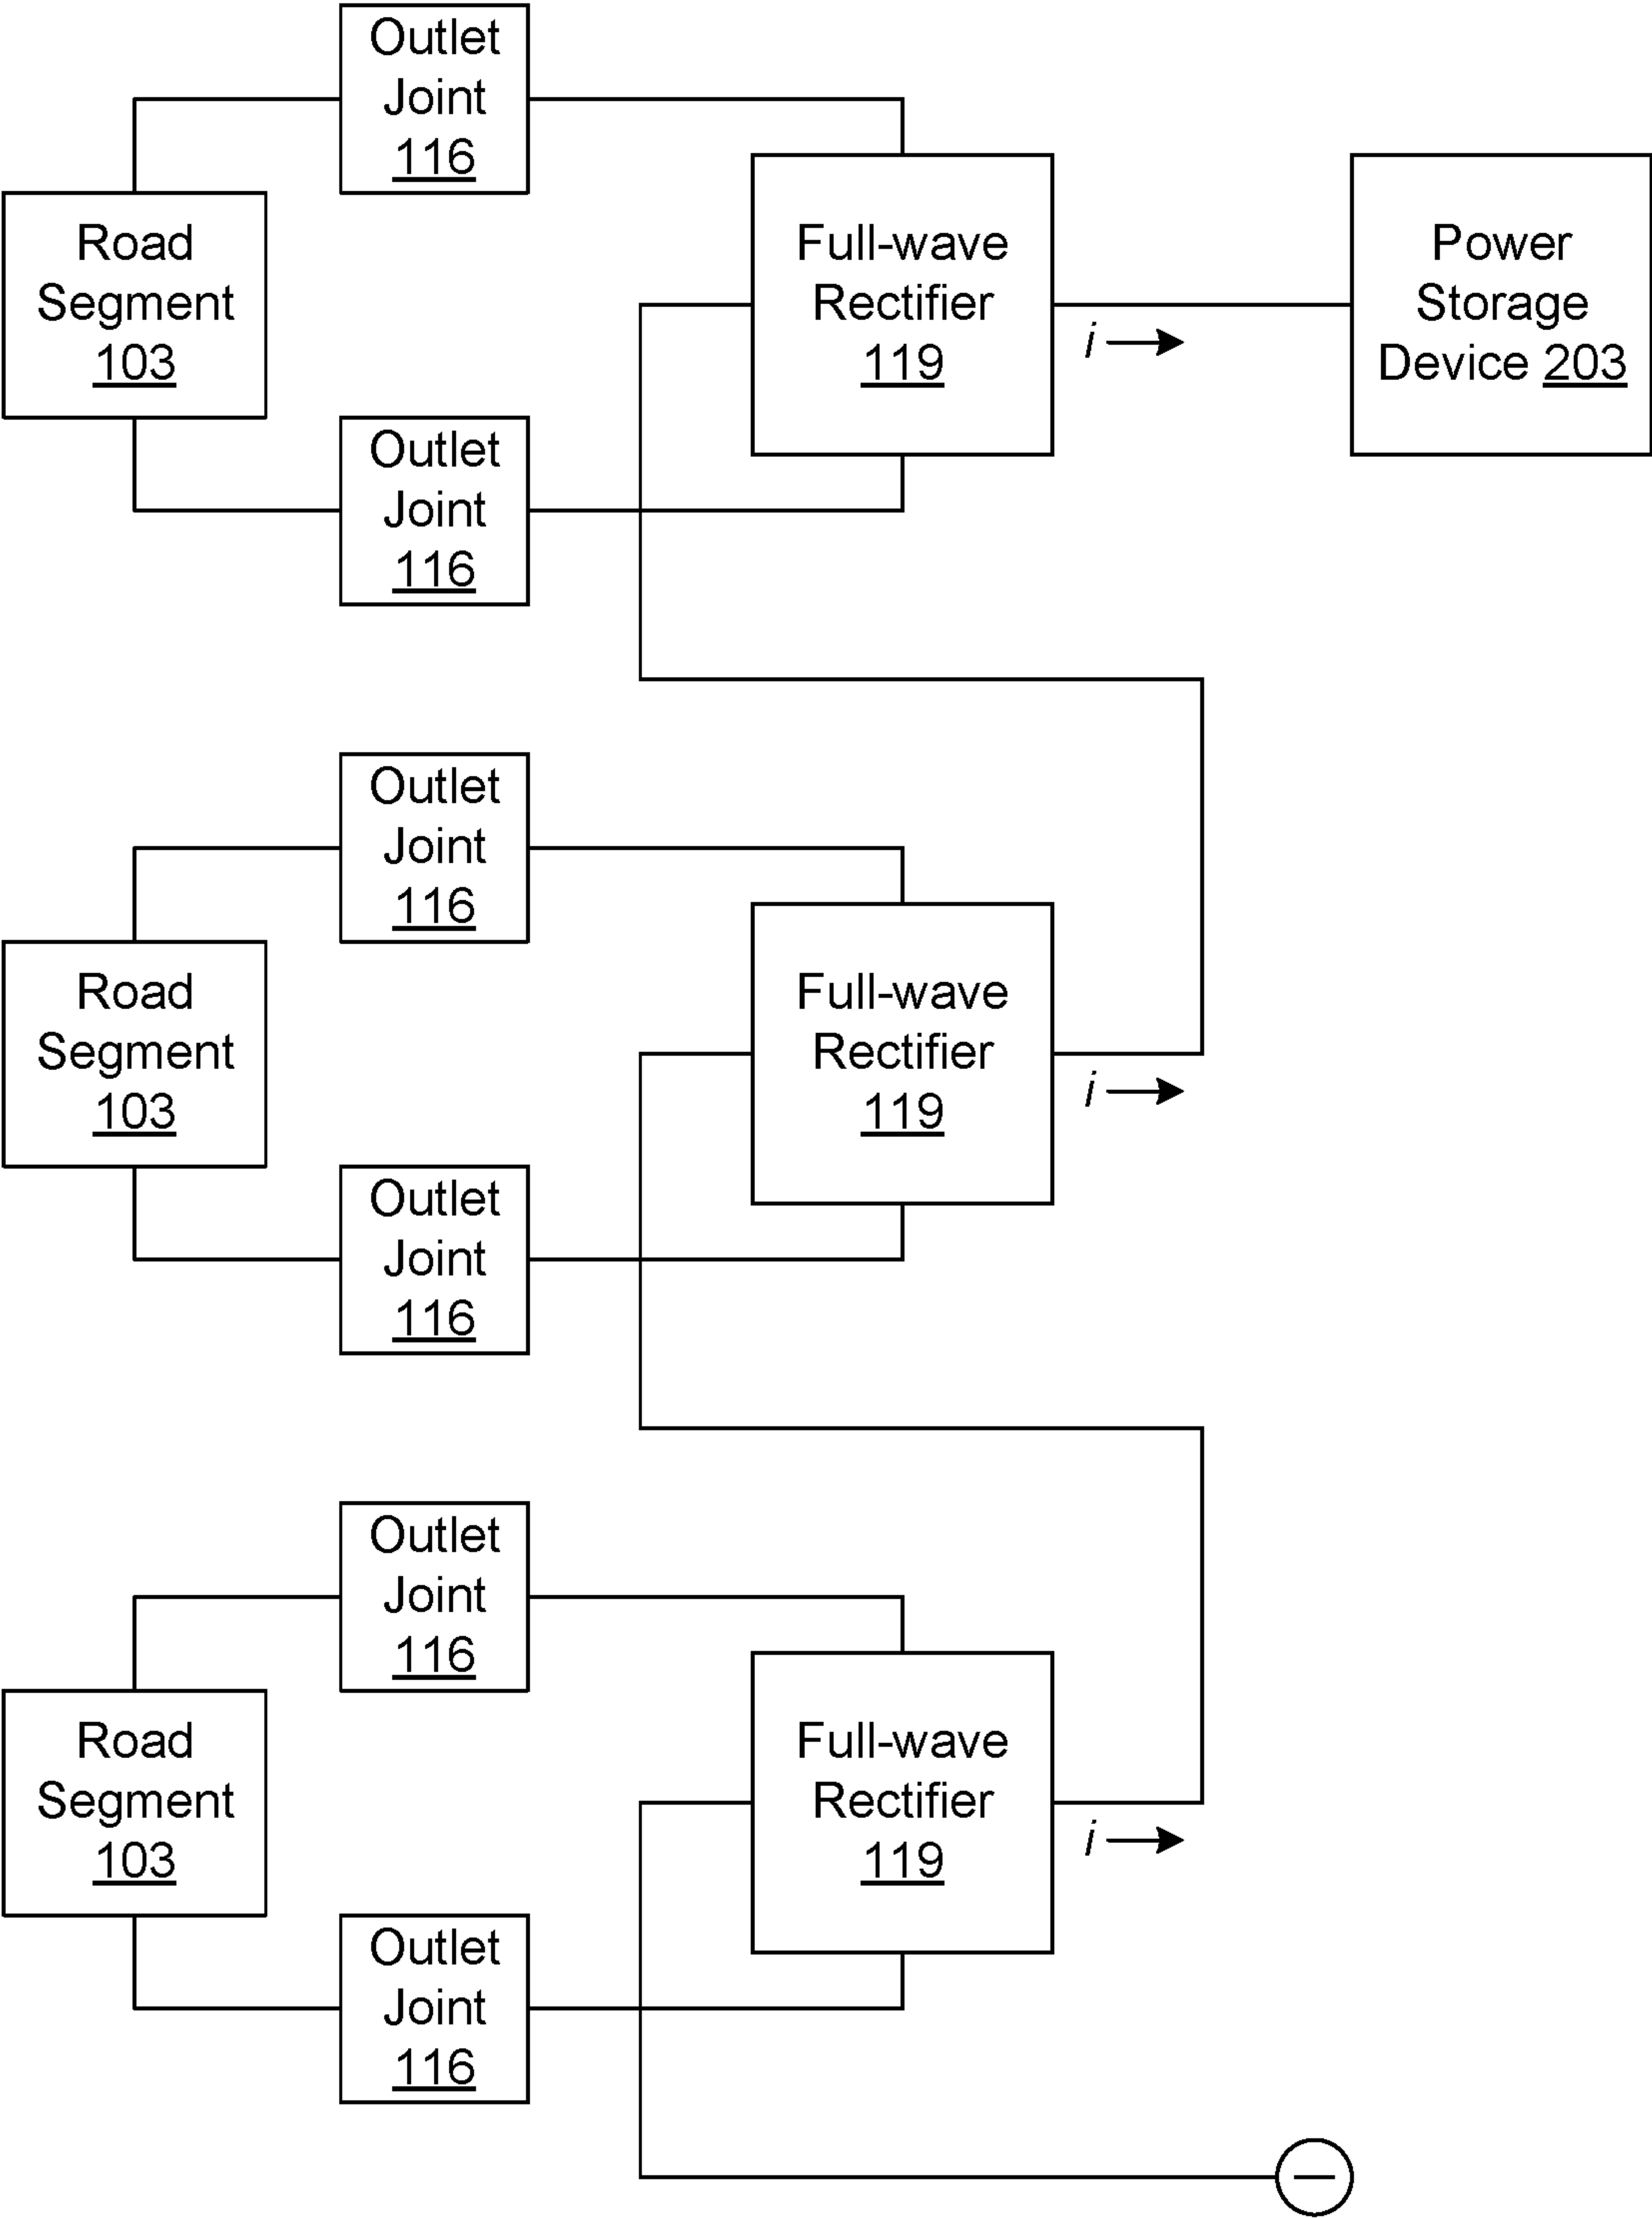 Outlet
Joint
116
Road
Segment
103
Full-wave
Rectifier
119
i
Power
Storage
Device 203
Outlet
Joint
116
Outlet
Joint
116
Road
Segment
103
Full-wave
Rectifier
119
i
Outlet
Joint
116
Outlet
Joint
116
Road
Segment
103
Full-wave
Rectifier
119
i
Outlet
Joint
116